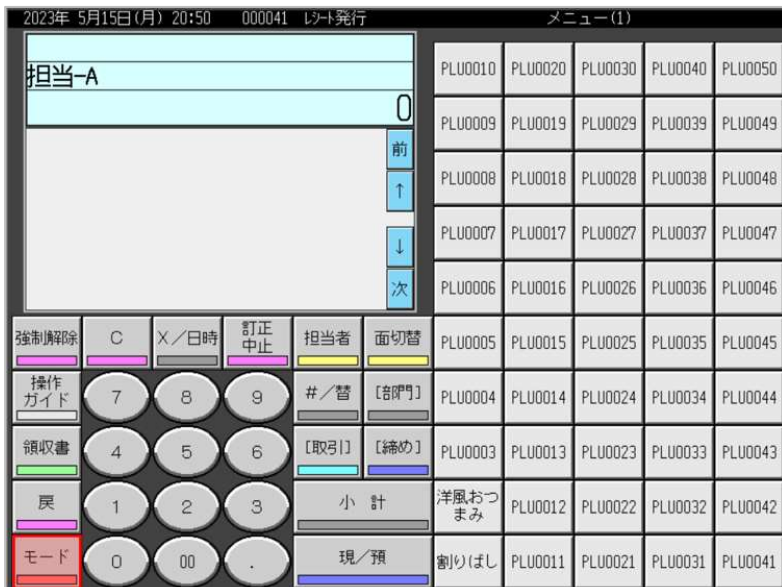 2023年 5月15日(月) 20:50 000041 レシート発行 メニュー(1)
担当-A
0
前
↑
↓
次
PLU0010 PLU0020 PLU0030 PLU0040 PLU0050
PLU0009 PLU0019 PLU0029 PLU0039 PLU0049
PLU0008 PLU0018 PLU0028 PLU0038 PLU0048
PLU0007 PLU0017 PLU0027 PLU0037 PLU0047
PLU0006 PLU0016 PLU0026 PLU0036 PLU0046
強制解除 C X/日時 訂正
中止 担当者 面切替
PLU0005 PLU0015 PLU0025 PLU0035 PLU0045
操作
ガイド 7 8 9 #/替 [部門]
PLU0004 PLU0014 PLU0024 PLU0034 PLU0044
領収書 4 5 6 [取引] [締め]
PLU0003 PLU0013 PLU0023 PLU0033 PLU0043
戻 1 2 3 小 計
洋風おつ
まみ PLU0012 PLU0022 PLU0032 PLU0042
モード 0 00 . 現/預
割りばし PLU0011 PLU0021 PLU0031 PLU0041